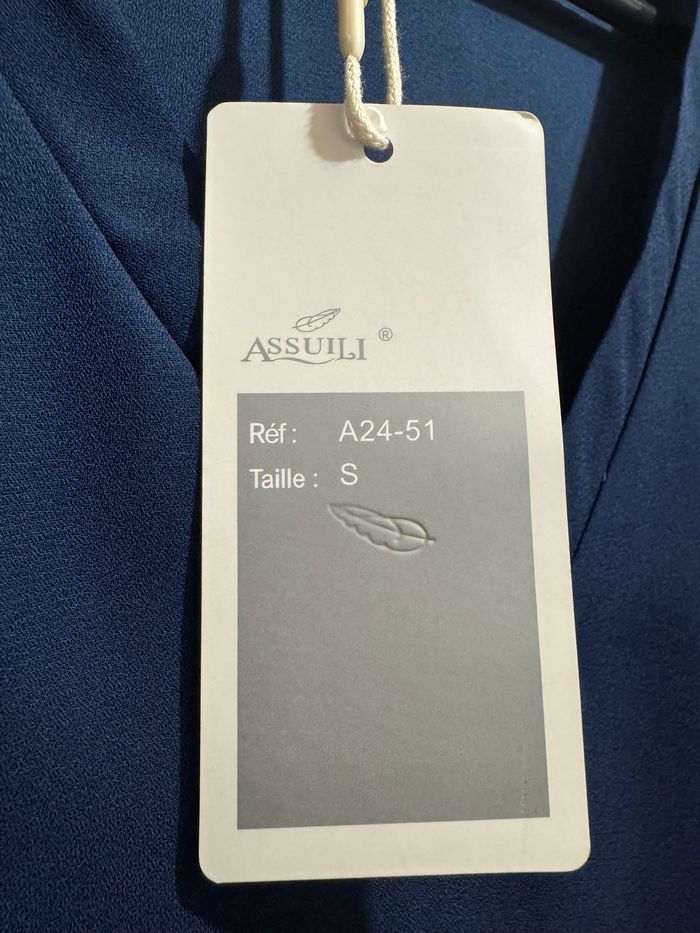 ASSUILI ®
Réf : A24-51
Taille : S